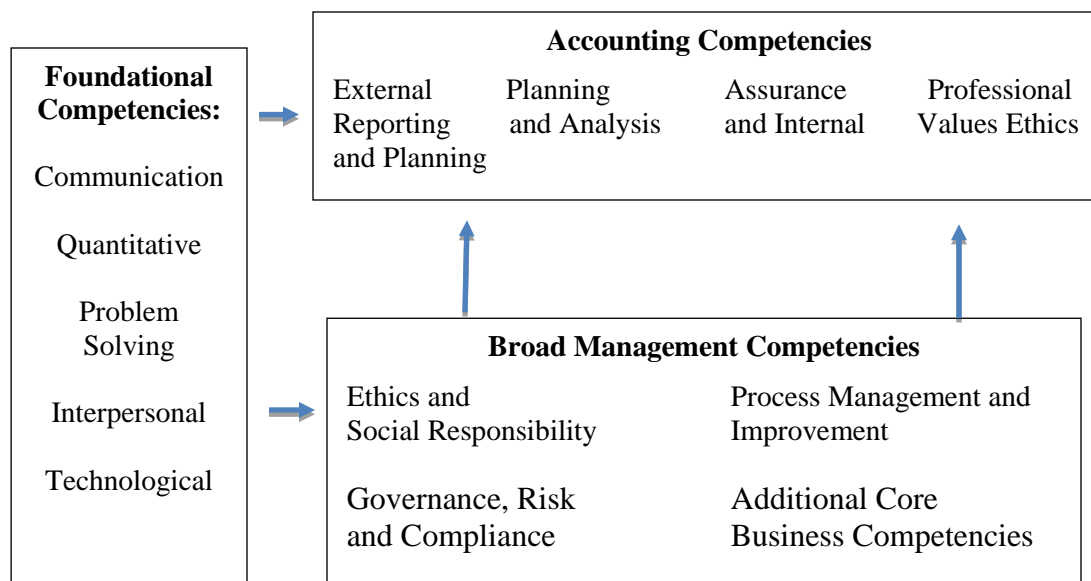 Foundational
Competencies:
Communication
Quantitative
Problem
Solving
Interpersonal
Technological
Accounting Competencies
External
Reporting
and Planning
Planning
and Analysis
Assurance
and Internal
Professional
Values Ethics
Broad Management Competencies
Ethics and
Social Responsibility
Process Management and
Improvement
Governance, Risk
and Compliance
Additional Core
Business Competencies